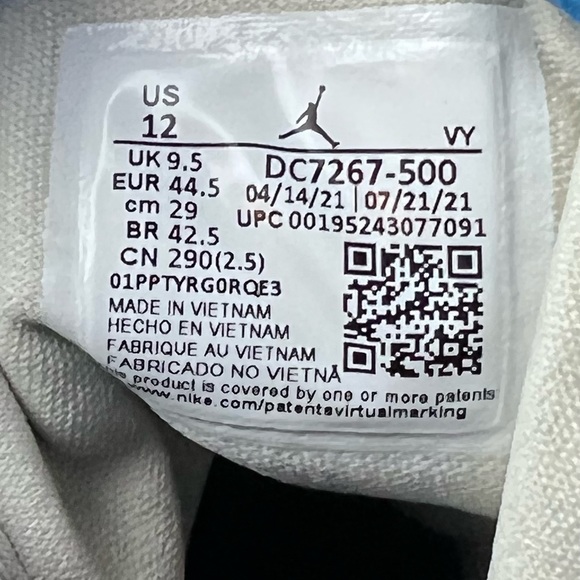 US
12
VY
UK 9.5
DC7267-500
EUR 44.5
04/14/21 | 07/21/21
cm 29
UPC 00195243077091
BR 42.5
CN 290(2.5)
01PPTYRG0RQE3
MADE IN VIETNAM
HECHO EN VIETNAM
FABRIQUE AU VIETNAM
FABRICADO NO VIETNA
product is covered by one or more patents
www.nike.com/patentsvirtualmarking